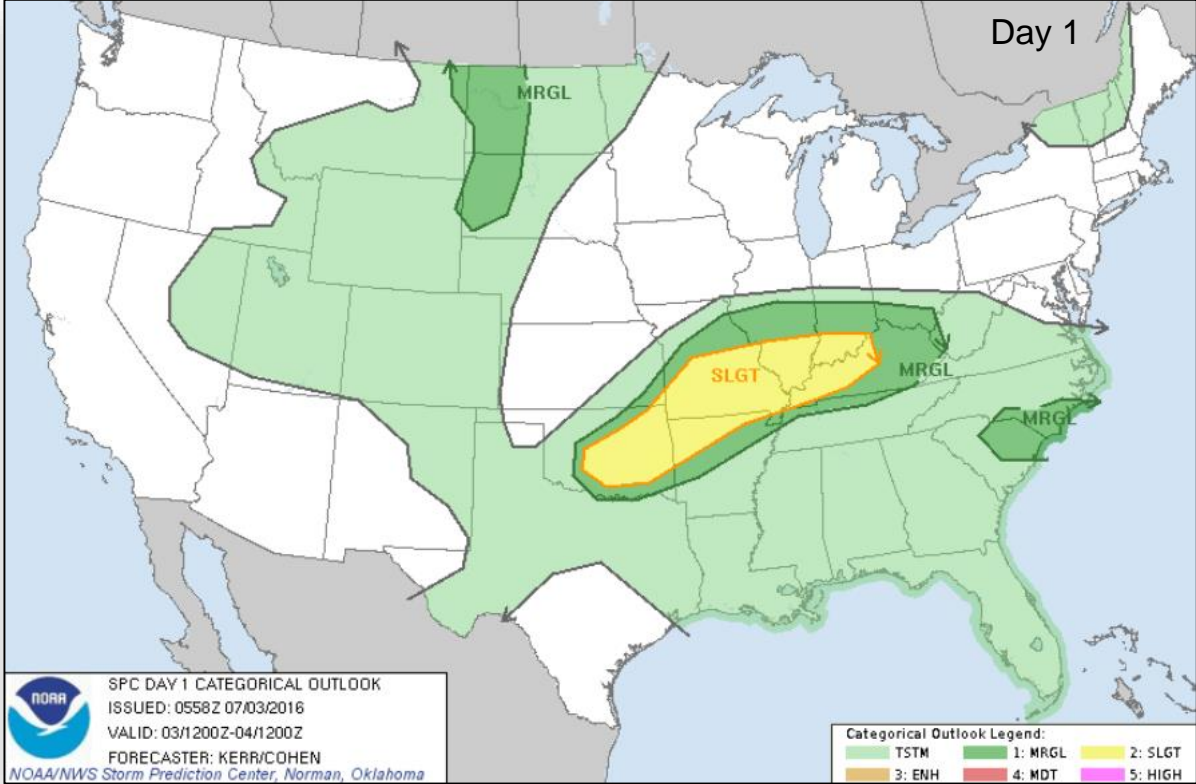 Day 1
MRGL
SLGT
MRGL
MRGL
NOAA
SPC DAY 1 CATEGORICAL OUTLOOK
ISSUED: 0558Z 07/03/2016
VALID: 03/1200Z-04/1200Z
FORECASTER: KERR/COHEN
NOAA/NWS Storm Prediction Center, Norman, Oklahoma
Categorical Outlook Legend:
TSTM 1: MRGL 2: SLGT
3: ENH 4: MDT 5: HIGH